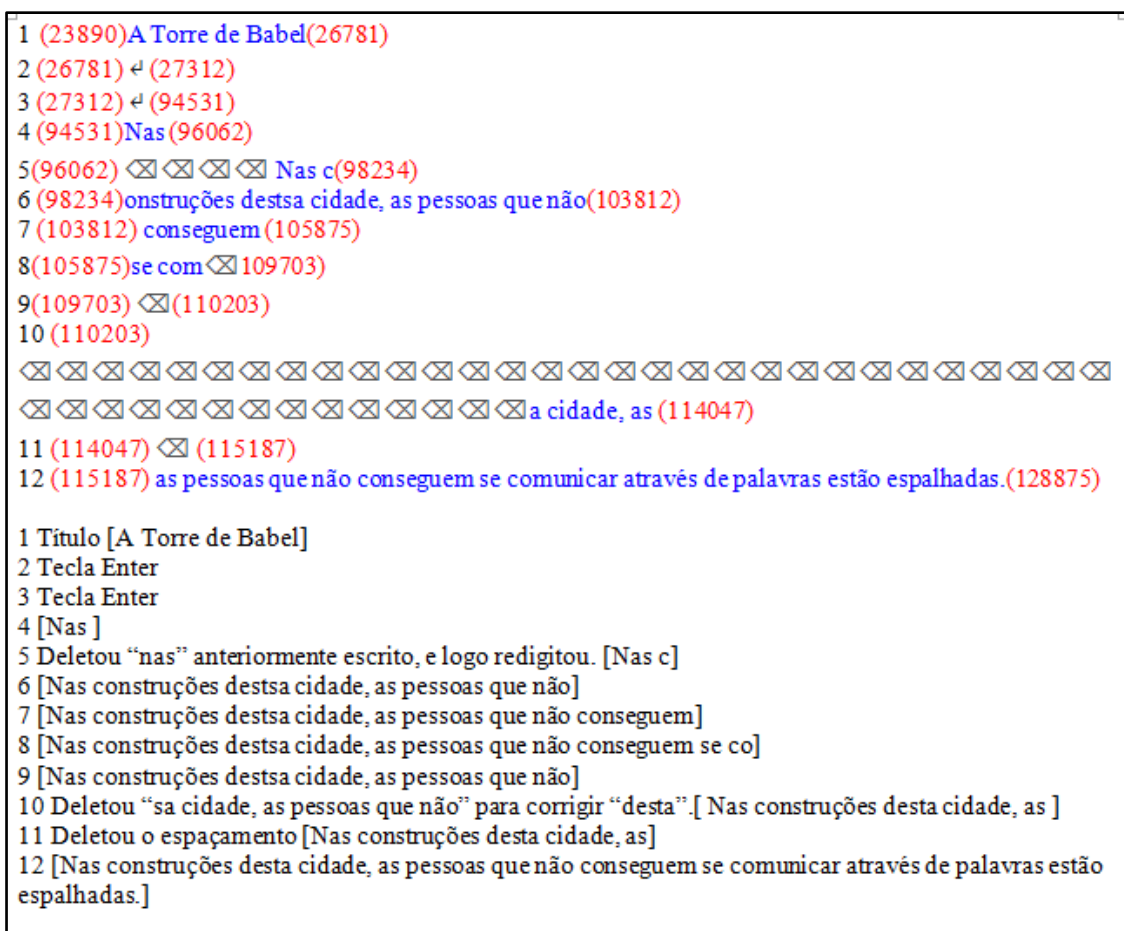 1 (23890)A Torre de Babel(26781)
2 (26781) ↵ (27312)
3 (27312) ↵ (94531)
4 (94531)Nas (96062)
5(96062) ⌫ ⌫ ⌫ ⌫ Nas c(98234)
6 (98234)onstruções destsa cidade, as pessoas que não(103812)
7 (103812) conseguem (105875)
8(105875)se com⌫109703)
9(109703) ⌫(110203)
10 (110203)
⌫ ⌫ ⌫ ⌫ ⌫ ⌫ ⌫ ⌫ ⌫ ⌫ ⌫ ⌫ ⌫ ⌫ ⌫ ⌫ ⌫ ⌫ ⌫ ⌫ ⌫ ⌫ ⌫ ⌫ ⌫ ⌫ ⌫ ⌫ ⌫ ⌫
⌫ ⌫ ⌫ ⌫ ⌫ ⌫ ⌫ ⌫ ⌫ ⌫ ⌫ ⌫ ⌫ ⌫a cidade, as (114047)
11 (114047) ⌫ (115187)
12 (115187) as pessoas que não conseguem se comunicar através de palavras estão espalhadas.(128875)
1 Título [A Torre de Babel]
2 Tecla Enter
3 Tecla Enter
4 [Nas ]
5 Deletou “nas” anteriormente escrito, e logo redigitou. [Nas c]
6 [Nas construções destsa cidade, as pessoas que não]
7 [Nas construções destsa cidade, as pessoas que não conseguem]
8 [Nas construções destsa cidade, as pessoas que não conseguem se co]
9 [Nas construções destsa cidade, as pessoas que não]
10 Deletou “sa cidade, as pessoas que não” para corrigir “desta”.[ Nas construções desta cidade, as ]
11 Deletou o espaçamento [Nas construções desta cidade, as]
12 [Nas construções desta cidade, as pessoas que não conseguem se comunicar através de palavras estão
espalhadas.]